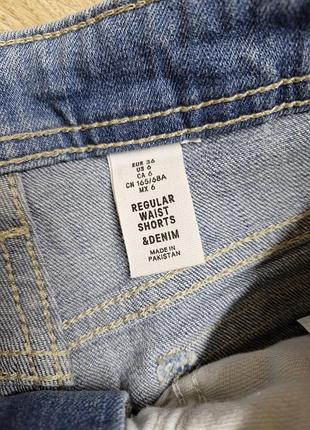 EUR 36
US 6
CA 6
CN 165/68A
MX 6
REGULAR
WAIST
SHORTS
&DENIM
MADE IN
PAKISTAN